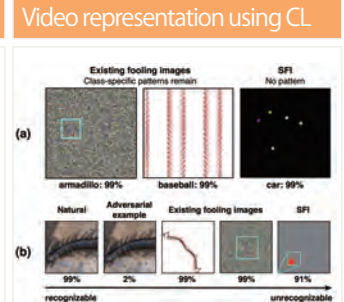 Video representation using CL
Existing fooling images
Class-specific patterns remain
SFI
No pattern
(a)
armadillo: 99%
baseball: 99%
car: 99%
Natural
Adversarial
example
Existing fooling images
SFI
(b)
99%
2%
99%
99%
91%
recognizable
unrecognizable